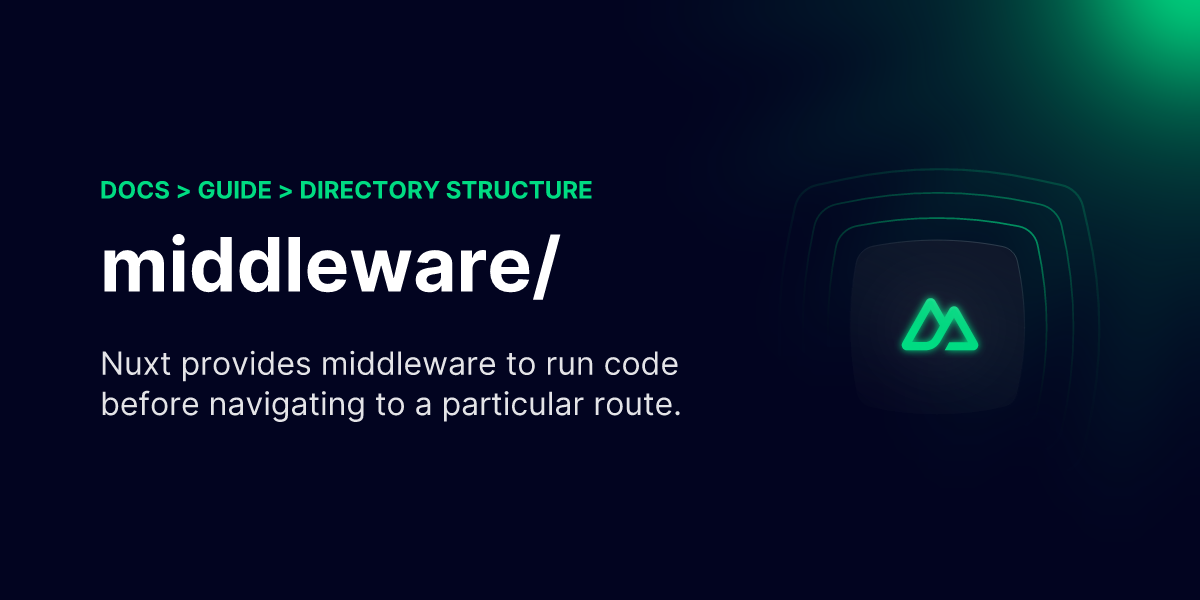 DOCS > GUIDE > DIRECTORY STRUCTURE
middleware/
Nuxt provides middleware to run code
before navigating to a particular route.